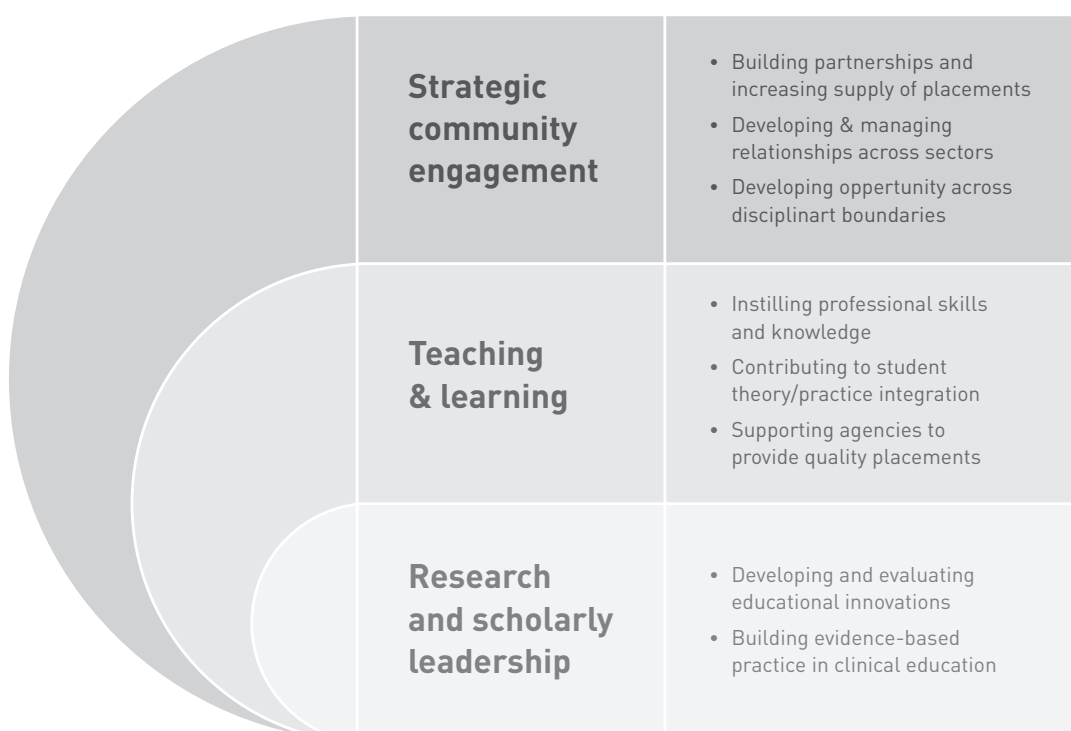 Strategic
community
engagement
• Building partnerships and
increasing supply of placements
• Developing & managing
relationships across sectors
• Developing oppertunity across
disciplinart boundaries
Teaching
& learning
• Instilling professional skills
and knowledge
• Contributing to student
theory/practice integration
• Supporting agencies to
provide quality placements
Research
and scholarly
leadership
• Developing and evaluating
educational innovations
• Building evidence-based
practice in clinical education